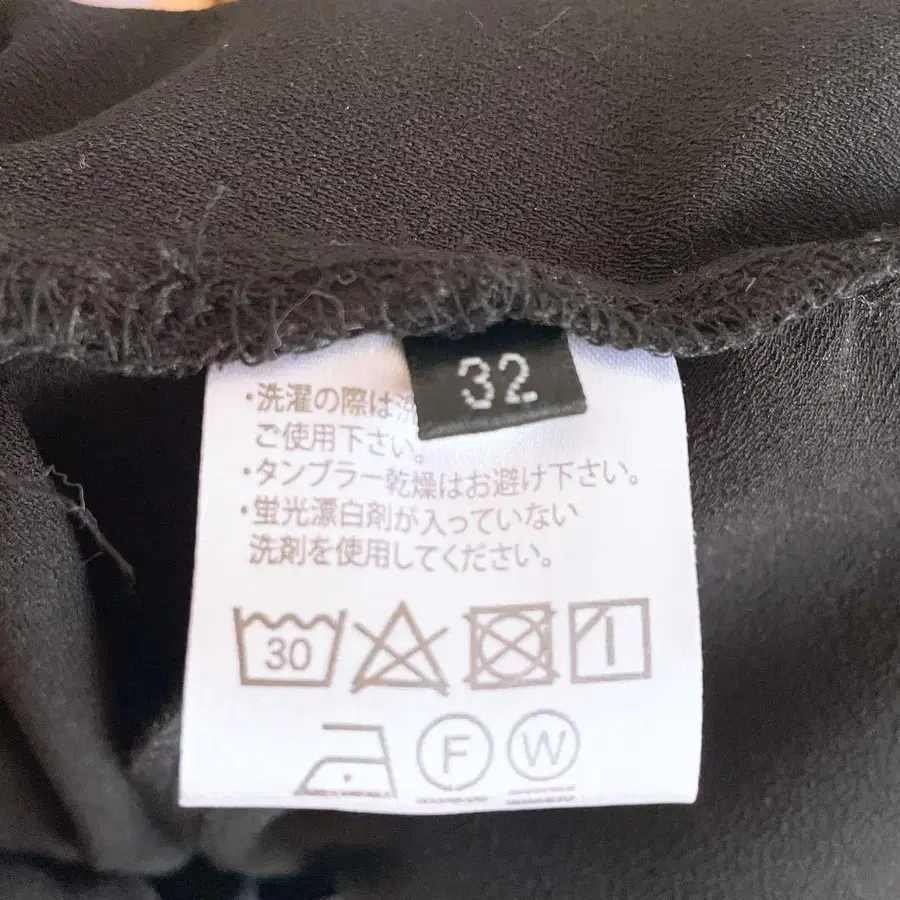 32
・洗濯の際は
ご使用下さい。
・タンブラー乾燥はお避け下さい。
・蛍光漂白剤が入っていない
洗剤を使用してください。
30
F
W